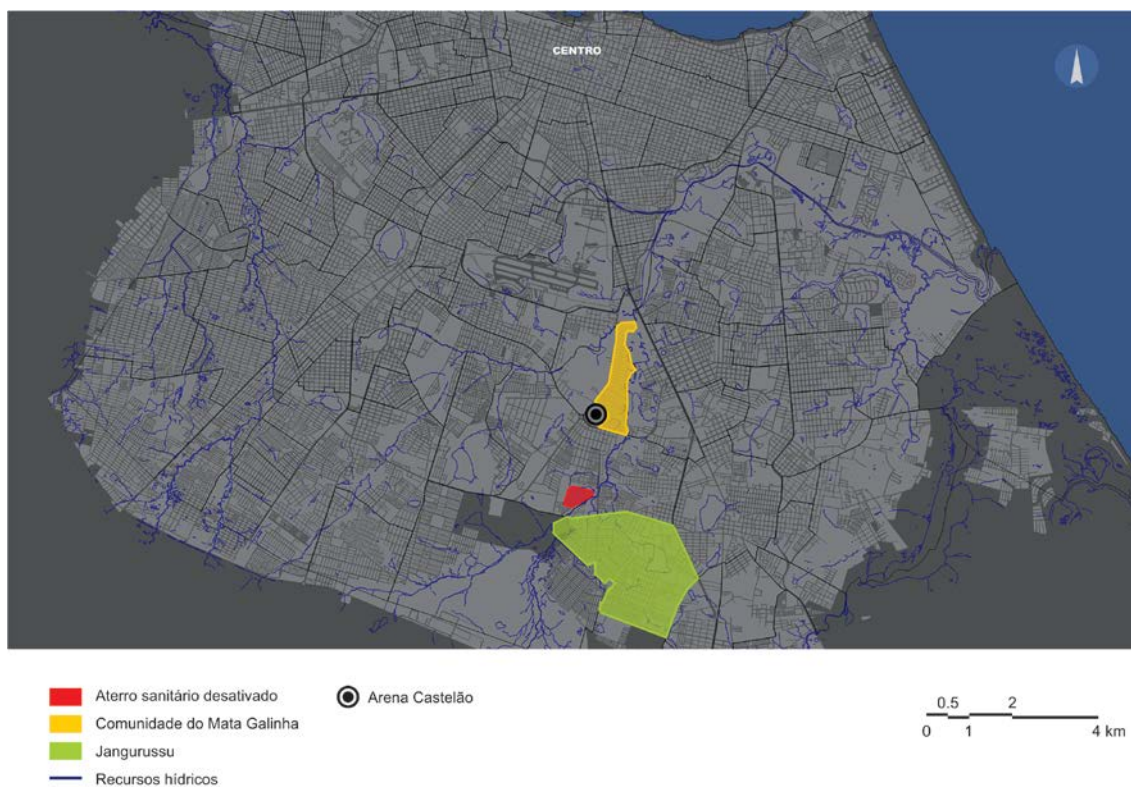 CENTRO
Aterro sanitário desativado
Comunidade do Mata Galinha
Jangurussu
Recursos hídricos
Arena Castelão
0.5 2
0 1 4 km